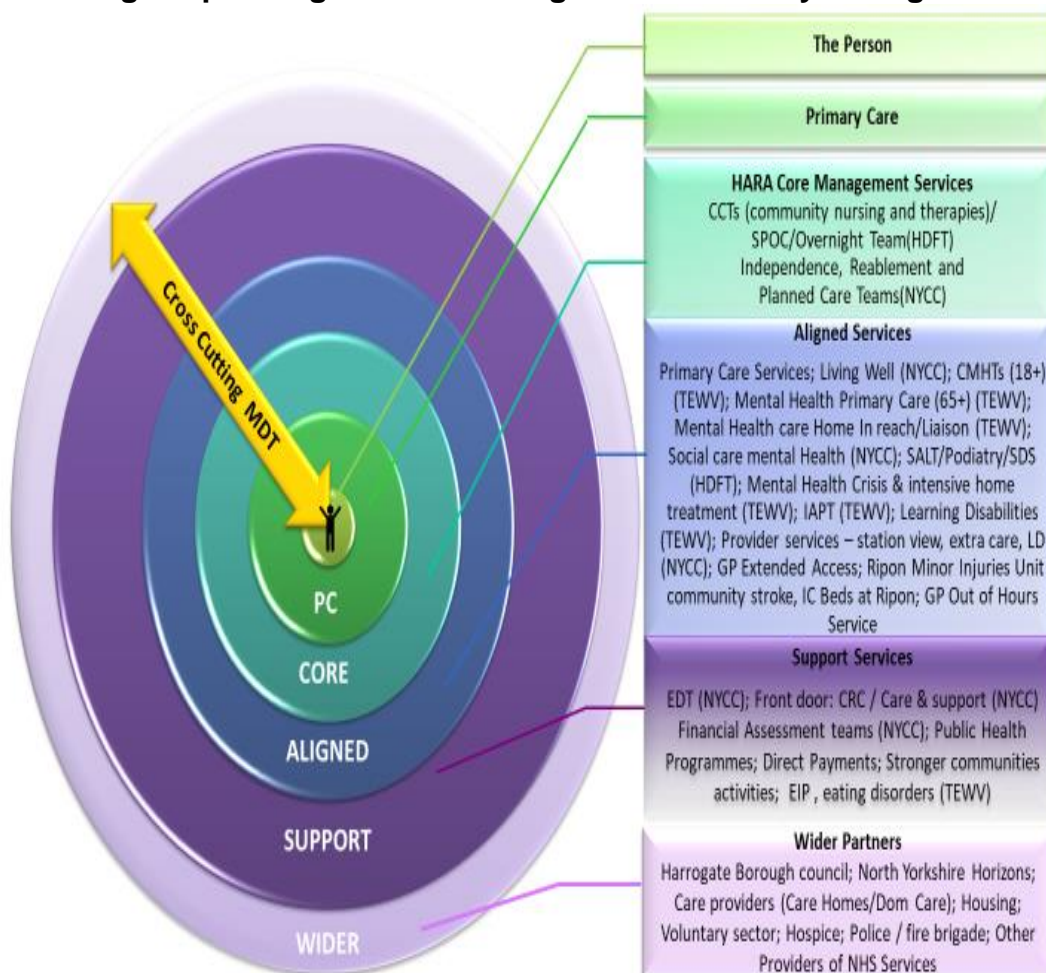 The Person
Primary Care
HARA Core Management Services
CCTs (community nursing and therapies)/
SPOC/Overnight Team(HDFT)
Independence, Reablement and
Planned Care Teams(NYCC)
Aligned Services
Primary Care Services; Living Well (NYCC); CMHTs (18+)
(TEWV); Mental Health Primary Care (65+) (TEWV);
Mental Health care Home In reach/Liaison (TEWV);
Social care mental Health (NYCC); SALT/Podiatry/SDS
(HDFT); Mental Health Crisis & intensive home
treatment (TEWV); IAPT (TEWV); Learning Disabilities
(TEWV); Provider services – station view, extra care, LD
(NYCC); GP Extended Access; Ripon Minor Injuries Unit
community stroke, IC Beds at Ripon; GP Out of Hours
Service
Support Services
EDT (NYCC); Front door: CRC / Care & support (NYCC)
Financial Assessment teams (NYCC); Public Health
Programmes; Direct Payments; Stronger communities
activities; EIP , eating disorders (TEWV)
Wider Partners
Harrogate Borough council; North Yorkshire Horizons;
Care providers (Care Homes/Dom Care); Housing;
Voluntary sector; Hospice; Police / fire brigade; Other
Providers of NHS Services
Cross Cutting MDT
PC
CORE
ALIGNED
SUPPORT
WIDER